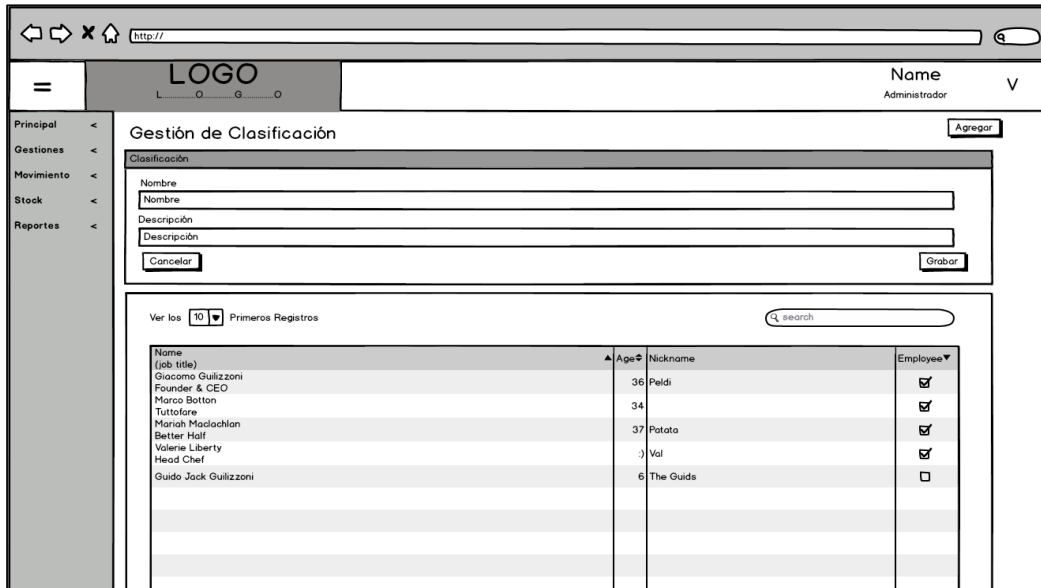 http://
LOGO
L..............O..............G..............O
Name
Administrador
V
Principal <
Gestiones <
Movimiento <
Stock <
Reportes <
Gestión de Clasificación
Agregar
Clasificación
Nombre
Nombre
Descripción
Descripción
Cancelar
Grabar
Ver los 10 Primeros Registros
search
Name
(job title)
Age
Nickname
Employee
Giacomo Guilizzoni
Founder & CEO
36
Peldi
Marco Botton
Tuttofare
34
Mariah Maclachlan
Better Half
37
Patata
Valerie Liberty
Head Chef
:)
Val
Guido Jack Guilizzoni
6
The Guids